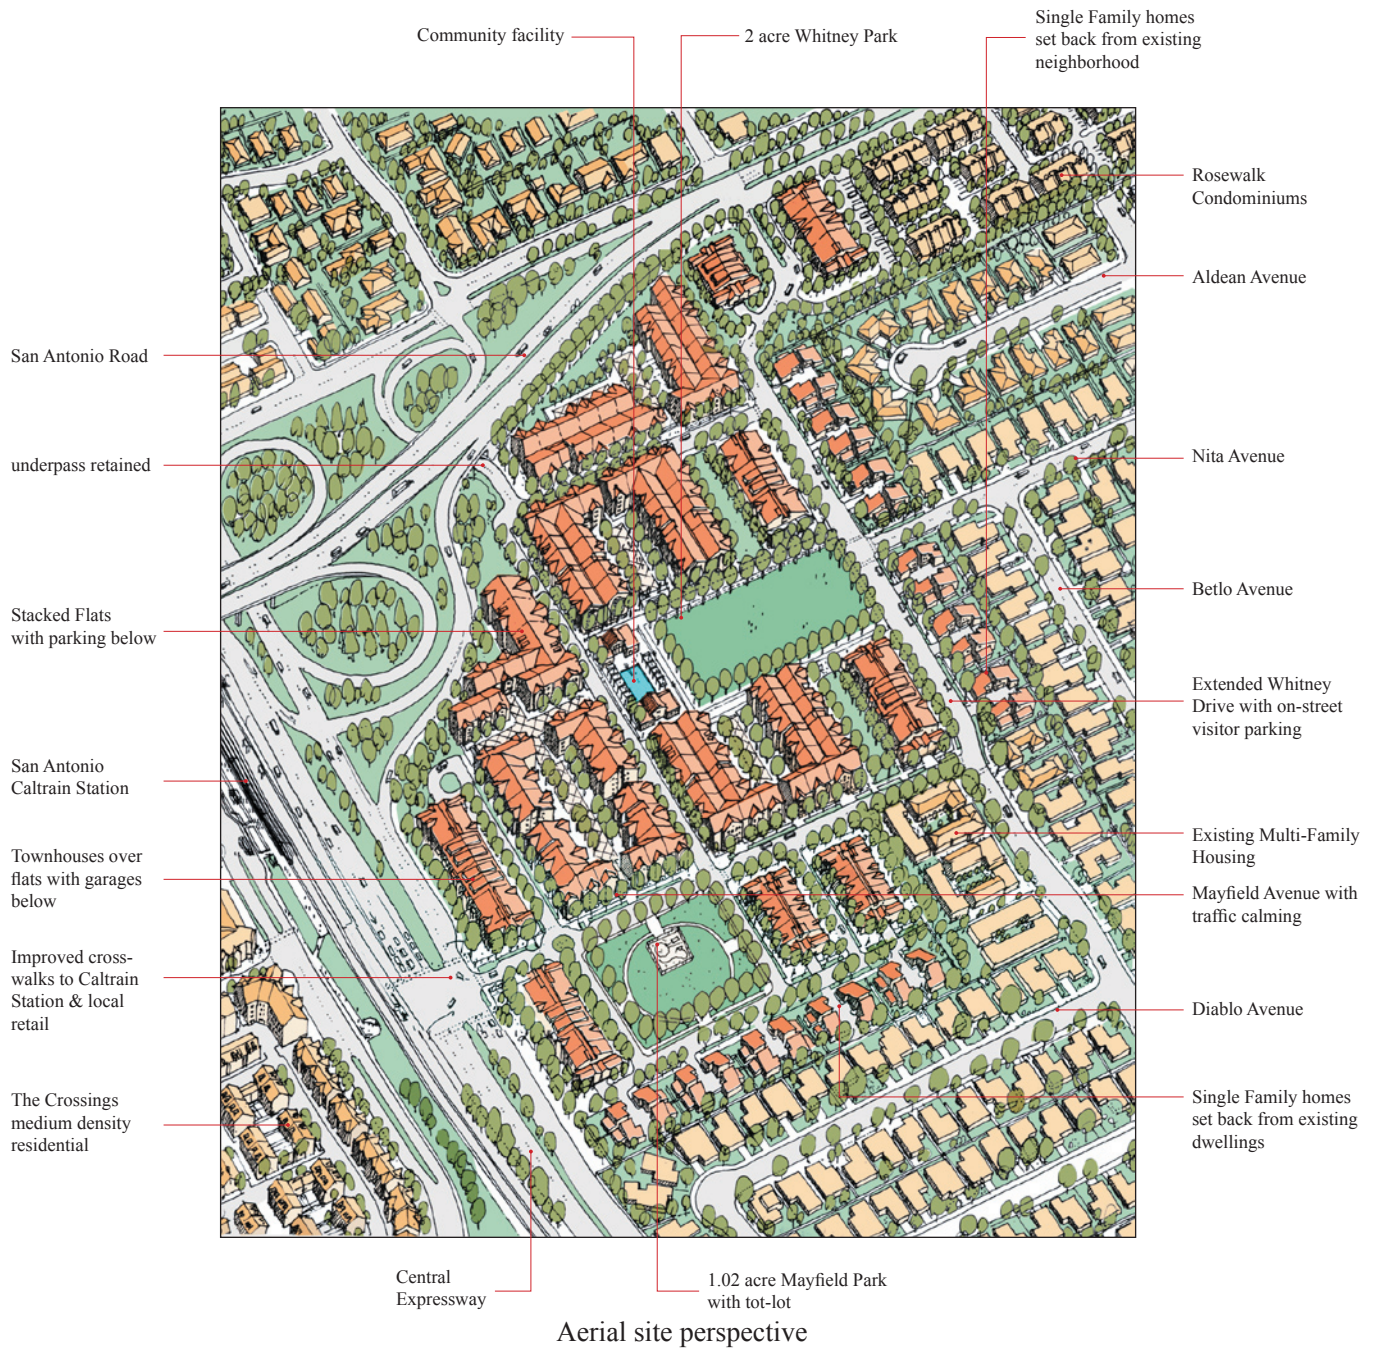 Community facility
2 acre Whitney Park
Single Family homes
set back from existing
neighborhood
Rosewalk
Condominiums
Aldean Avenue
San Antonio Road
underpass retained
Nita Avenue
Betlo Avenue
Stacked Flats
with parking below
Extended Whitney
Drive with on-street
visitor parking
San Antonio
Caltrain Station
Existing Multi-Family
Housing
Townhouses over
flats with garages
below
Mayfield Avenue with
traffic calming
Improved cross-
walks to Caltrain
Station & local
retail
Diablo Avenue
The Crossings
medium density
residential
Single Family homes
set back from existing
dwellings
Central
Expressway
1.02 acre Mayfield Park
with tot-lot
Aerial site perspective